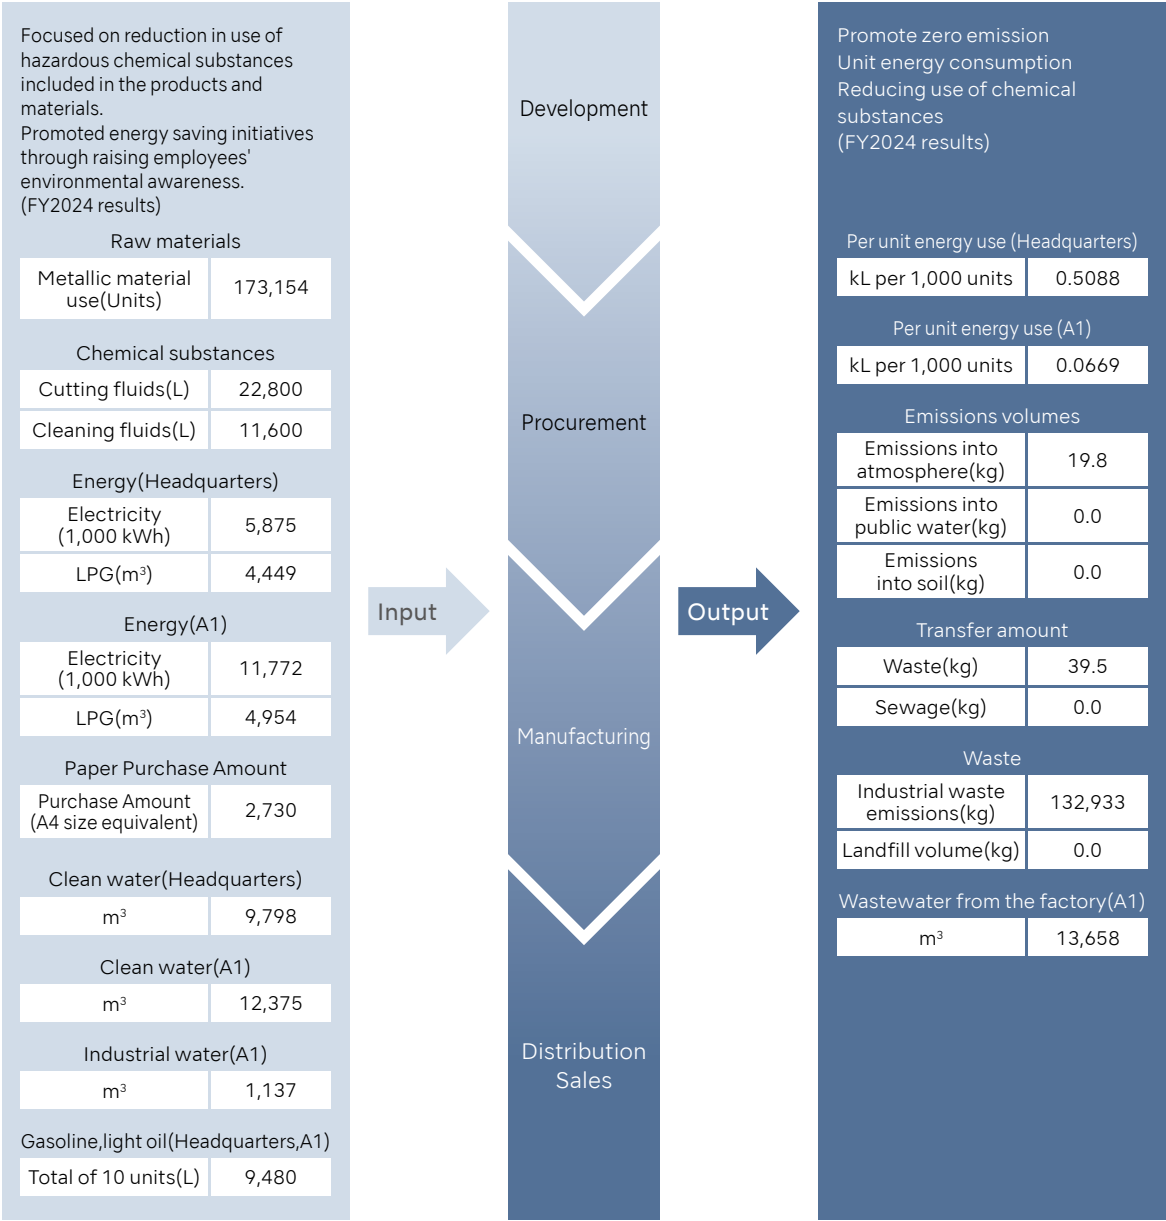 Focused on reduction in use of
hazardous chemical substances
included in the products and
materials.
Promoted energy saving initiatives
through raising employees'
environmental awareness.
(FY2024 results)
Raw materials
Metallic material
use(Units)
173,154
Chemical substances
Cutting fluids(L)
22,800
Cleaning fluids(L)
11,600
Energy(Headquarters)
Electricity
(1,000 kWh)
5,875
LPG(m³)
4,449
Energy(A1)
Electricity
(1,000 kWh)
11,772
LPG(m³)
4,954
Paper Purchase Amount
Purchase Amount
(A4 size equivalent)
2,730
Clean water(Headquarters)
m³
9,798
Clean water(A1)
m³
12,375
Industrial water(A1)
m³
1,137
Gasoline,light oil(Headquarters,A1)
Total of 10 units(L)
9,480
Input
Development
Procurement
Manufacturing
Distribution
Sales
Output
Promote zero emission
Unit energy consumption
Reducing use of chemical
substances
(FY2024 results)
Per unit energy use (Headquarters)
kL per 1,000 units
0.5088
Per unit energy use (A1)
kL per 1,000 units
0.0669
Emissions volumes
Emissions into
atmosphere(kg)
19.8
Emissions into
public water(kg)
0.0
Emissions
into soil(kg)
0.0
Transfer amount
Waste(kg)
39.5
Sewage(kg)
0.0
Waste
Industrial waste
emissions(kg)
132,933
Landfill volume(kg)
0.0
Wastewater from the factory(A1)
m³
13,658